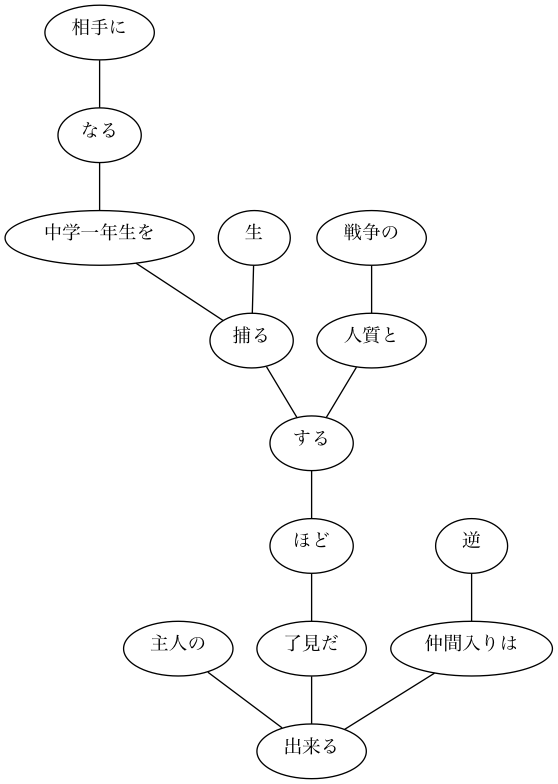 相手に
なる
中学一年生を
生
戦争の
捕る
人質と
する
ほど
逆
主人の
了見だ
仲間入りは
出来る